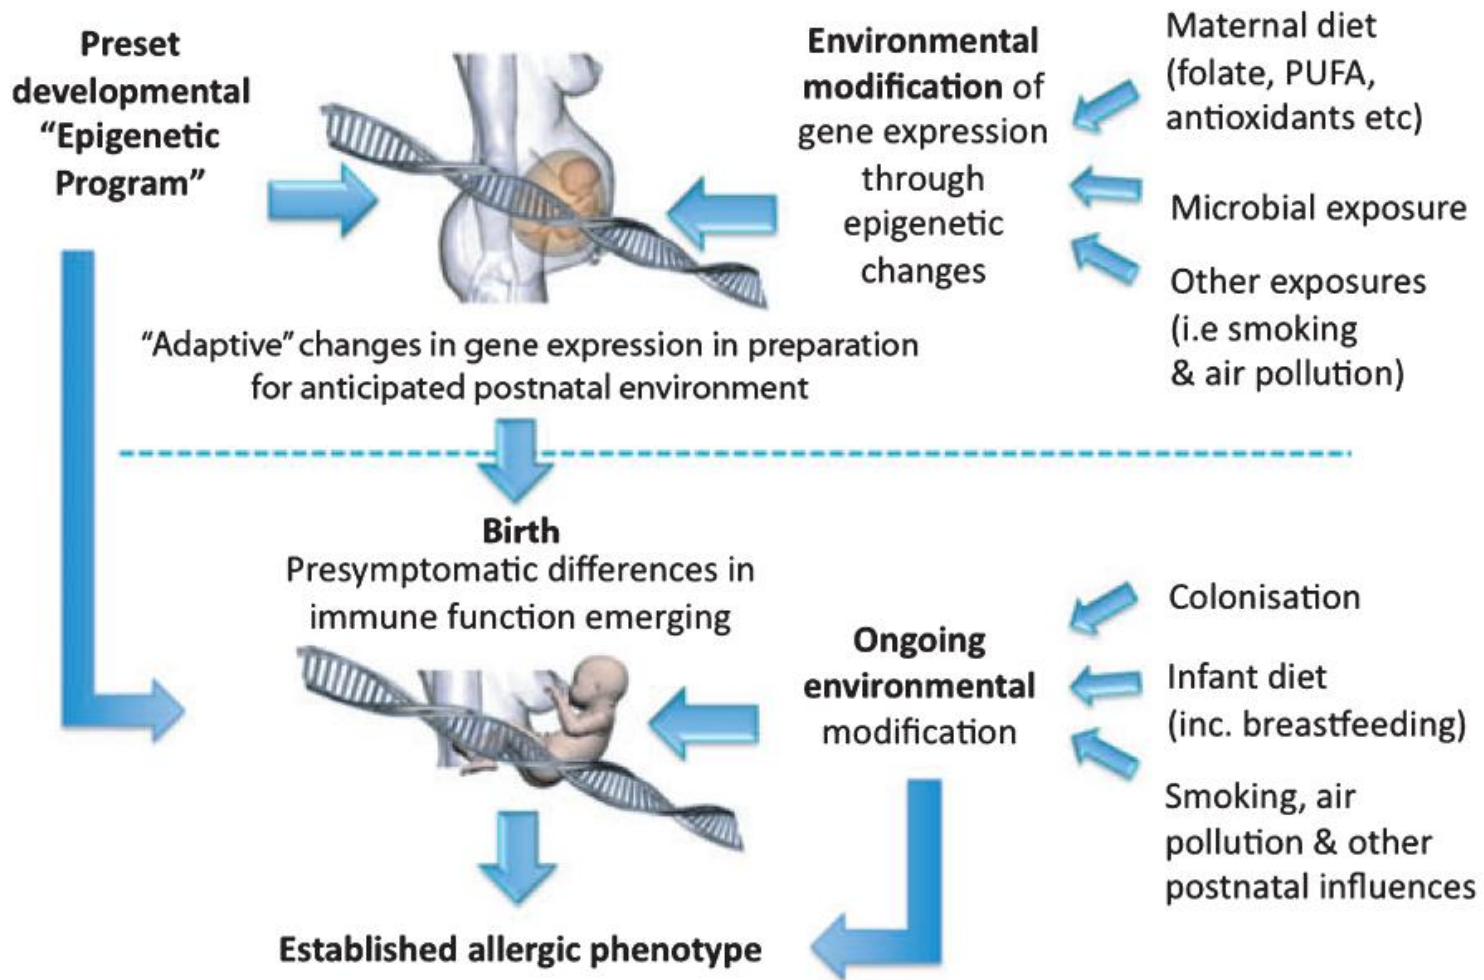 Preset
developmental
“Epigenetic
Program”
Environmental
modification of
gene expression
through
epigenetic
changes
Maternal diet
(folate, PUFA,
antioxidants etc)
Microbial exposure
Other exposures
(i.e smoking
& air pollution)
“Adaptive” changes in gene expression in preparation
for anticipated postnatal environment
Birth
Presymptomatic differences in
immune function emerging
Ongoing
environmental
modification
Colonisation
Infant diet
(inc. breastfeeding)
Smoking, air
pollution & other
postnatal influences
Established allergic phenotype